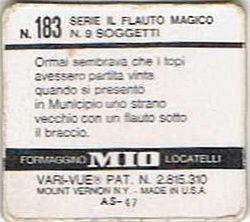 N. 183 SERIE IL FLAUTO MAGICO
N. 9 SOGGETTI
Ormai sembrava che i topi
avessero partita vinta
quando si presentò
in Municipio uno strano
vecchio con un flauto sotto
il braccio.
FORMAGGINO MIO LOCATELLI
VARI-VUE® PAT. N. 2.815.310
MOUNT VERNON N.Y. - MADE IN U.S.A.
AS-47